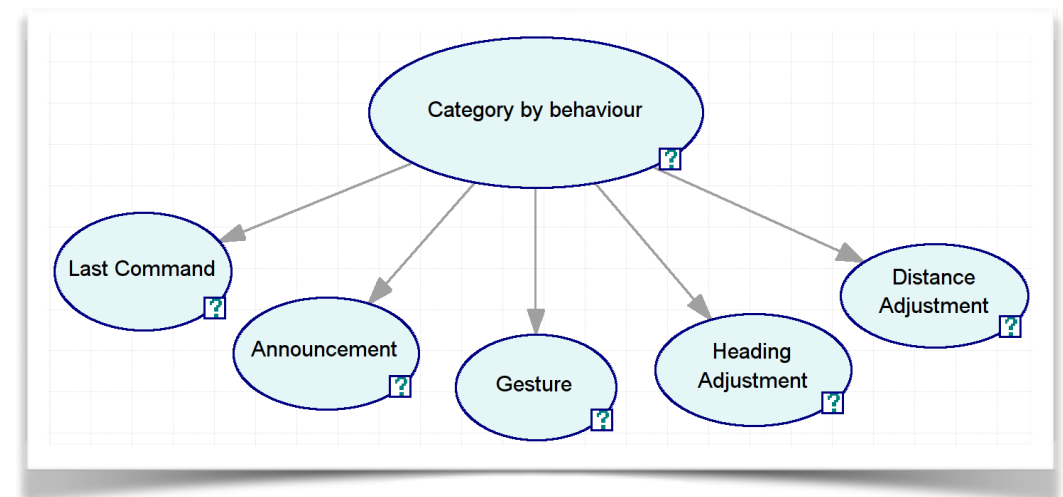 Category by behaviour
?
Last Command
?
Announcement
?
Gesture
?
Heading
Adjustment
?
Distance
Adjustment
?